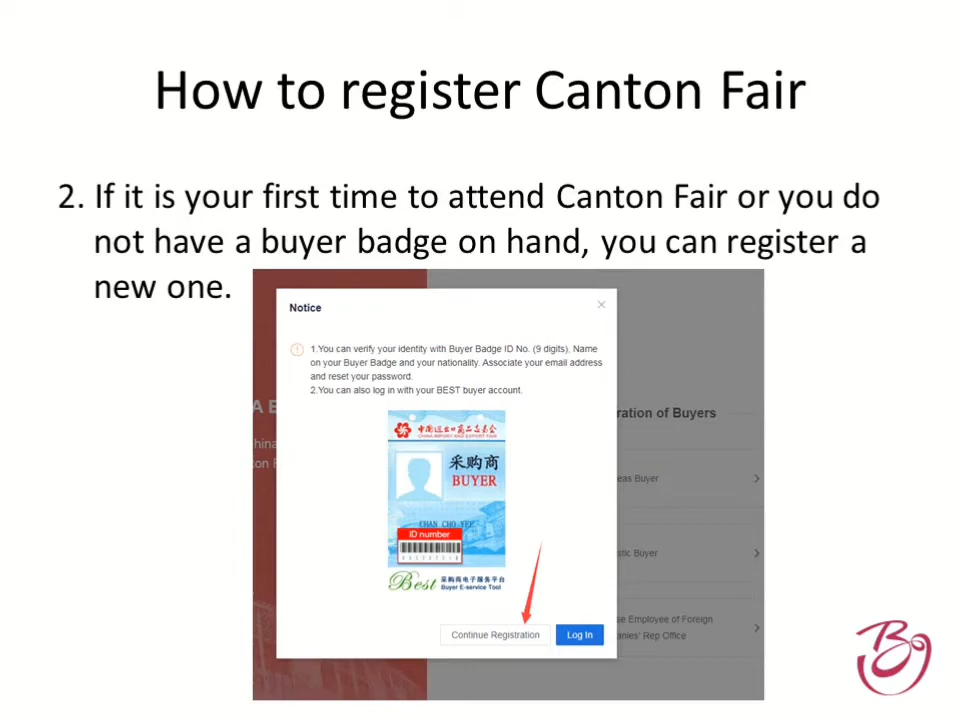 How to register Canton Fair
2. If it is your first time to attend Canton Fair or you do
not have a buyer badge on hand, you can register a
new one.
Notice
1.You can verify your identity with Buyer Badge ID No. (9 digits), Name
on your Buyer Badge and your nationality. Associate your email address
and reset your password.
2.You can also log in with your BEST buyer account.
中国进出口商品交易会
CHINA IMPORT AND EXPORT FAIR
采购商
BUYER
CHAN CHO YEE
ID number
Best 采购商电子服务平台
Buyer E-service Tool
Continue Registration
Log In
A E
hina
ton F
ration of Buyers
eas Buyer
stic Buyer
se Employee of Foreign
anies' Rep Office